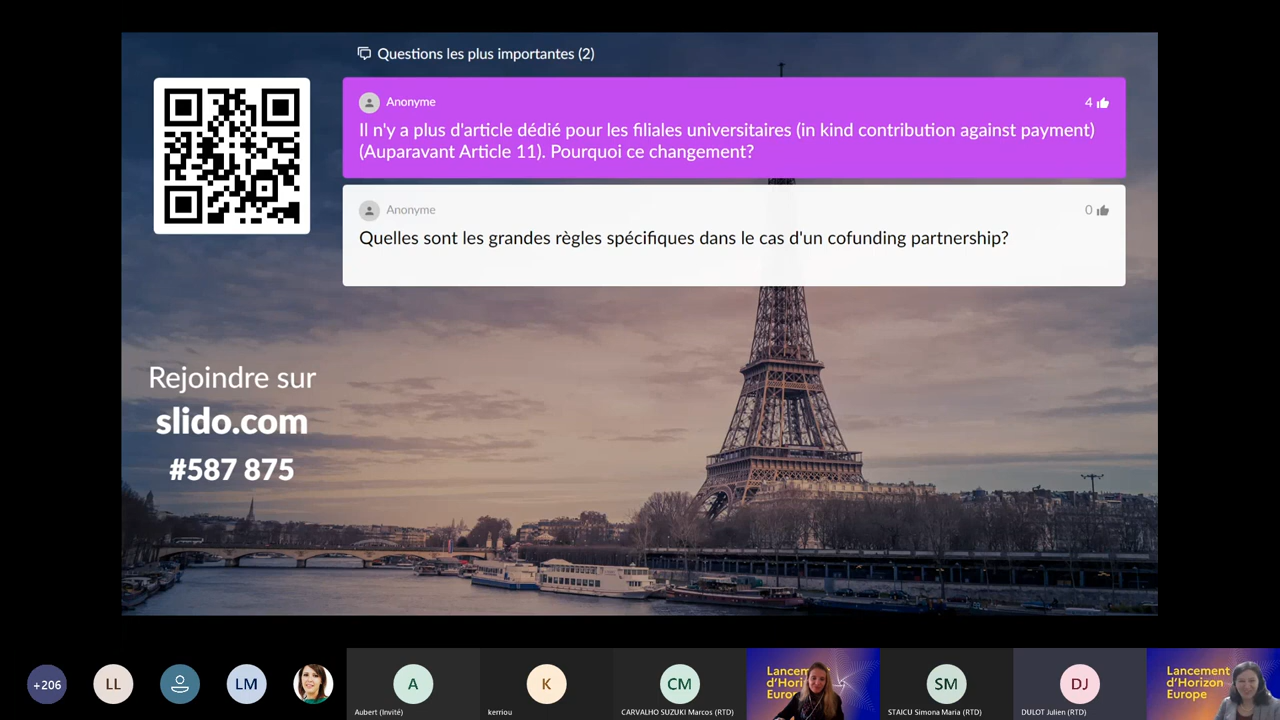 Questions les plus importantes (2)
Anonyme
4
Il n'y a plus d'article dédié pour les filiales universitaires (in kind contribution against payment)
(Auparavant Article 11). Pourquoi ce changement?
Anonyme
0
Quelles sont les grandes règles spécifiques dans le cas d'un cofunding partnership?
Rejoindre sur
slido.com
#587 875
+206
LL
LM
A
Aubert (Invité)
K
kerriou
CM
CARVALHO SUZUKI Marcos (RTD)
Lancement
d'Horizon
Europe
SM
STAICU Simona Maria (RTD)
DJ
DULOT Julien (RTD)
Lancement
d'Horizon
Europe